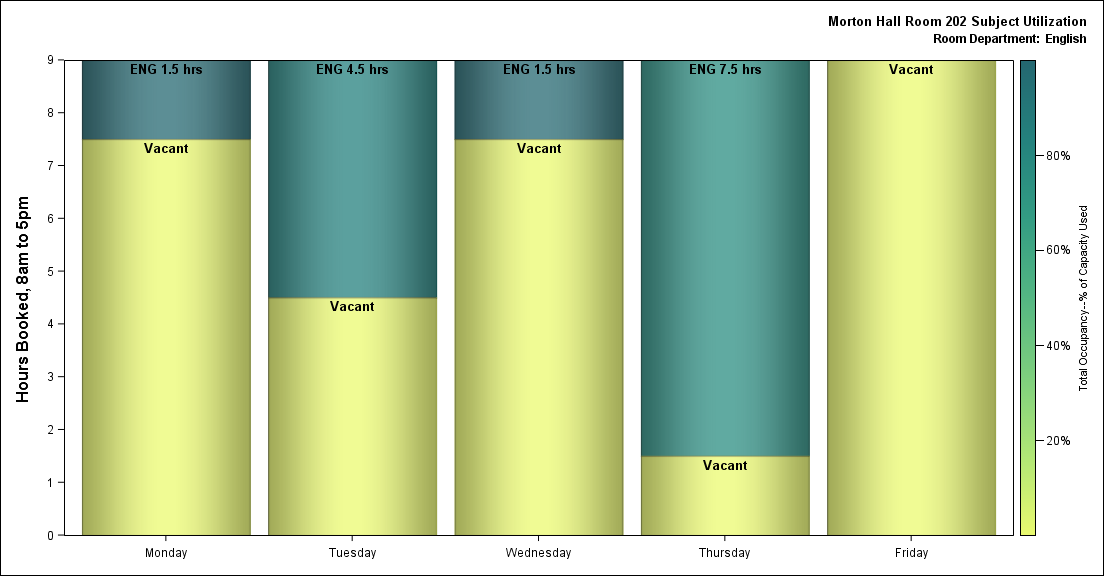 Morton Hall Room 202 Subject Utilization
Room Department: English
Hours Booked, 8am to 5pm
9
8
7
6
5
4
3
2
1
0
ENG 1.5 hrs
Vacant
ENG 4.5 hrs
Vacant
ENG 1.5 hrs
Vacant
ENG 7.5 hrs
Vacant
Vacant
Monday
Tuesday
Wednesday
Thursday
Friday
80%
60%
40%
20%
Total Occupancy--% of Capacity Used